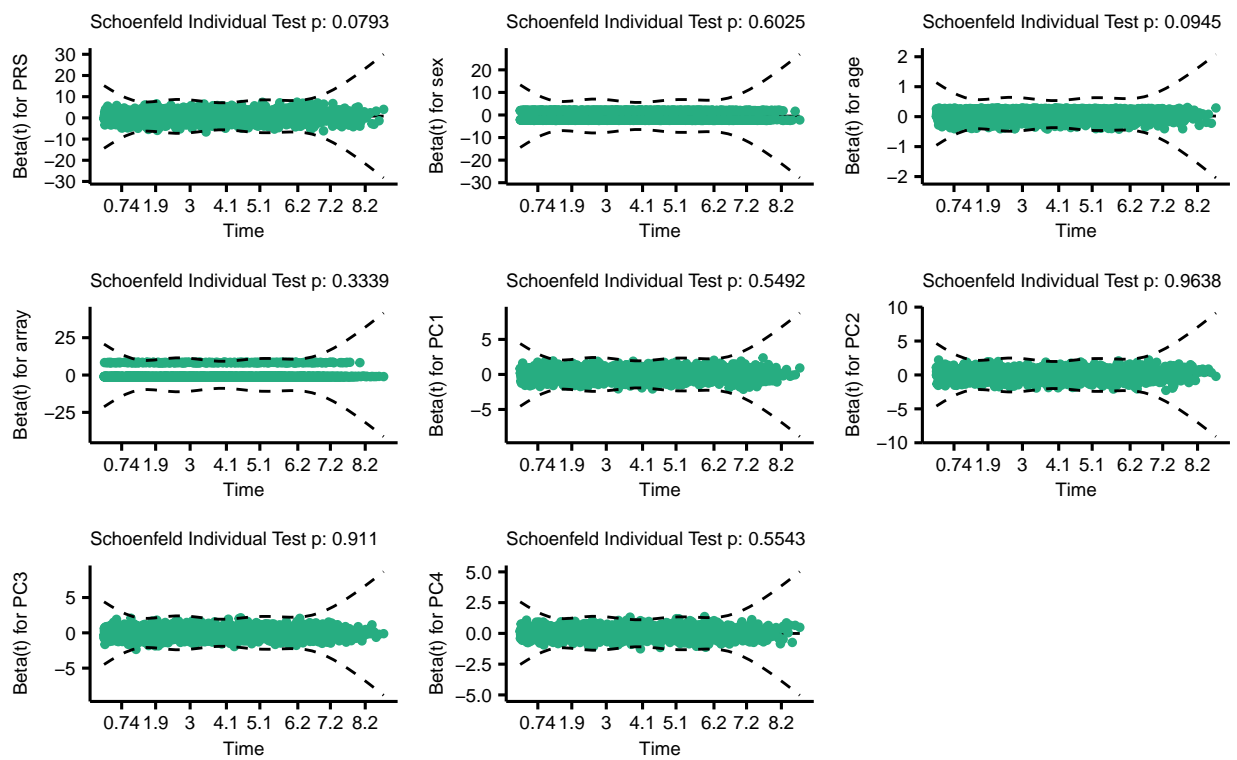 Schoenfeld Individual Test p: 0.0793
Beta(t) for PRS
30
20
10
0
−10
−20
−30
0.74 1.9 3 4.1 5.1 6.2 7.2 8.2
Time
Schoenfeld Individual Test p: 0.6025
Beta(t) for sex
20
10
0
−10
−20
−30
0.74 1.9 3 4.1 5.1 6.2 7.2 8.2
Time
Schoenfeld Individual Test p: 0.0945
Beta(t) for age
2
1
0
−1
−2
0.74 1.9 3 4.1 5.1 6.2 7.2 8.2
Time
Schoenfeld Individual Test p: 0.3339
Beta(t) for array
25
0
−25
0.74 1.9 3 4.1 5.1 6.2 7.2 8.2
Time
Schoenfeld Individual Test p: 0.5492
Beta(t) for PC1
5
0
−5
0.74 1.9 3 4.1 5.1 6.2 7.2 8.2
Time
Schoenfeld Individual Test p: 0.9638
Beta(t) for PC2
10
5
0
−5
−10
0.74 1.9 3 4.1 5.1 6.2 7.2 8.2
Time
Schoenfeld Individual Test p: 0.911
Beta(t) for PC3
5
0
−5
0.74 1.9 3 4.1 5.1 6.2 7.2 8.2
Time
Schoenfeld Individual Test p: 0.5543
Beta(t) for PC4
5.0
2.5
0.0
−2.5
−5.0
0.74 1.9 3 4.1 5.1 6.2 7.2 8.2
Time